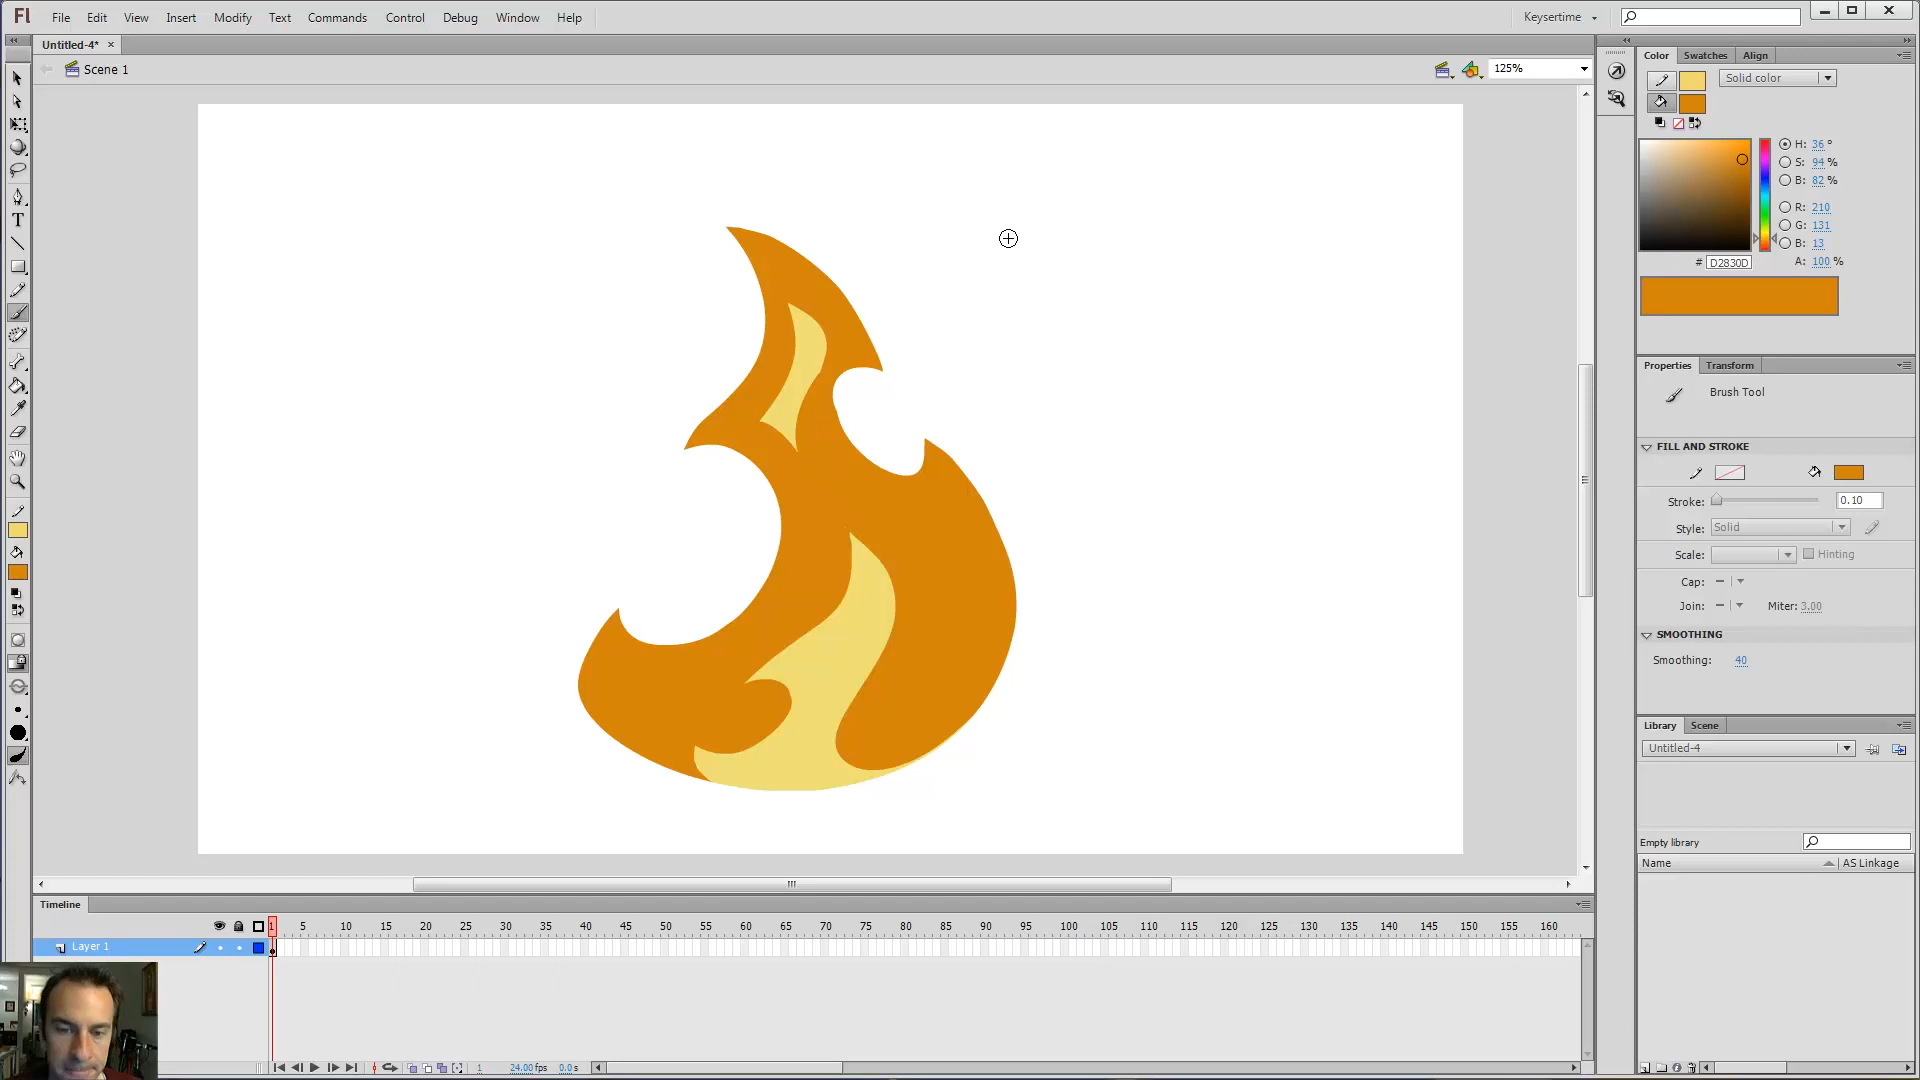 Fl File Edit View Insert Modify Text Commands Control Debug Window Help Keysertime
Untitled-4* ×
Scene 1 125%
Color Swatches Align
Solid color
H: 36 °
S: 94 %
B: 82 %
R: 210
G: 131
B: 13
# D2830D A: 100 %
Properties Transform
Brush Tool
FILL AND STROKE
Stroke: 0.10
Style: Solid
Scale: Hinting
Cap:
Join: Miter: 3.00
SMOOTHING
Smoothing: 40
Library Scene
Untitled-4
Empty library
Name AS Linkage
T
Timeline
1 5 10 15 20 25 30 35 40 45 50 55 60 65 70 75 80 85 90 95 100 105 110 115 120 125 130 135 140 145 150 155 160
Layer 1
1 24.00 fps 0.0 s